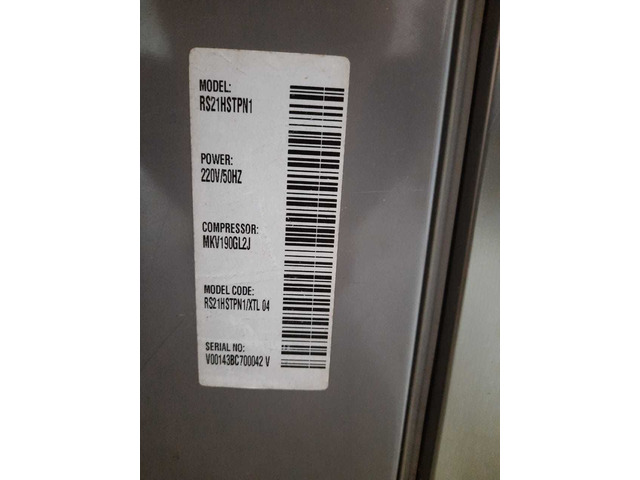 MODEL:
RS21HSTPN1
POWER:
220V/50HZ
COMPRESSOR:
MKV190GL2J
MODEL CODE:
RS21HSTPN1/XTL 04
SERIAL NO:
V00143BC700042 V